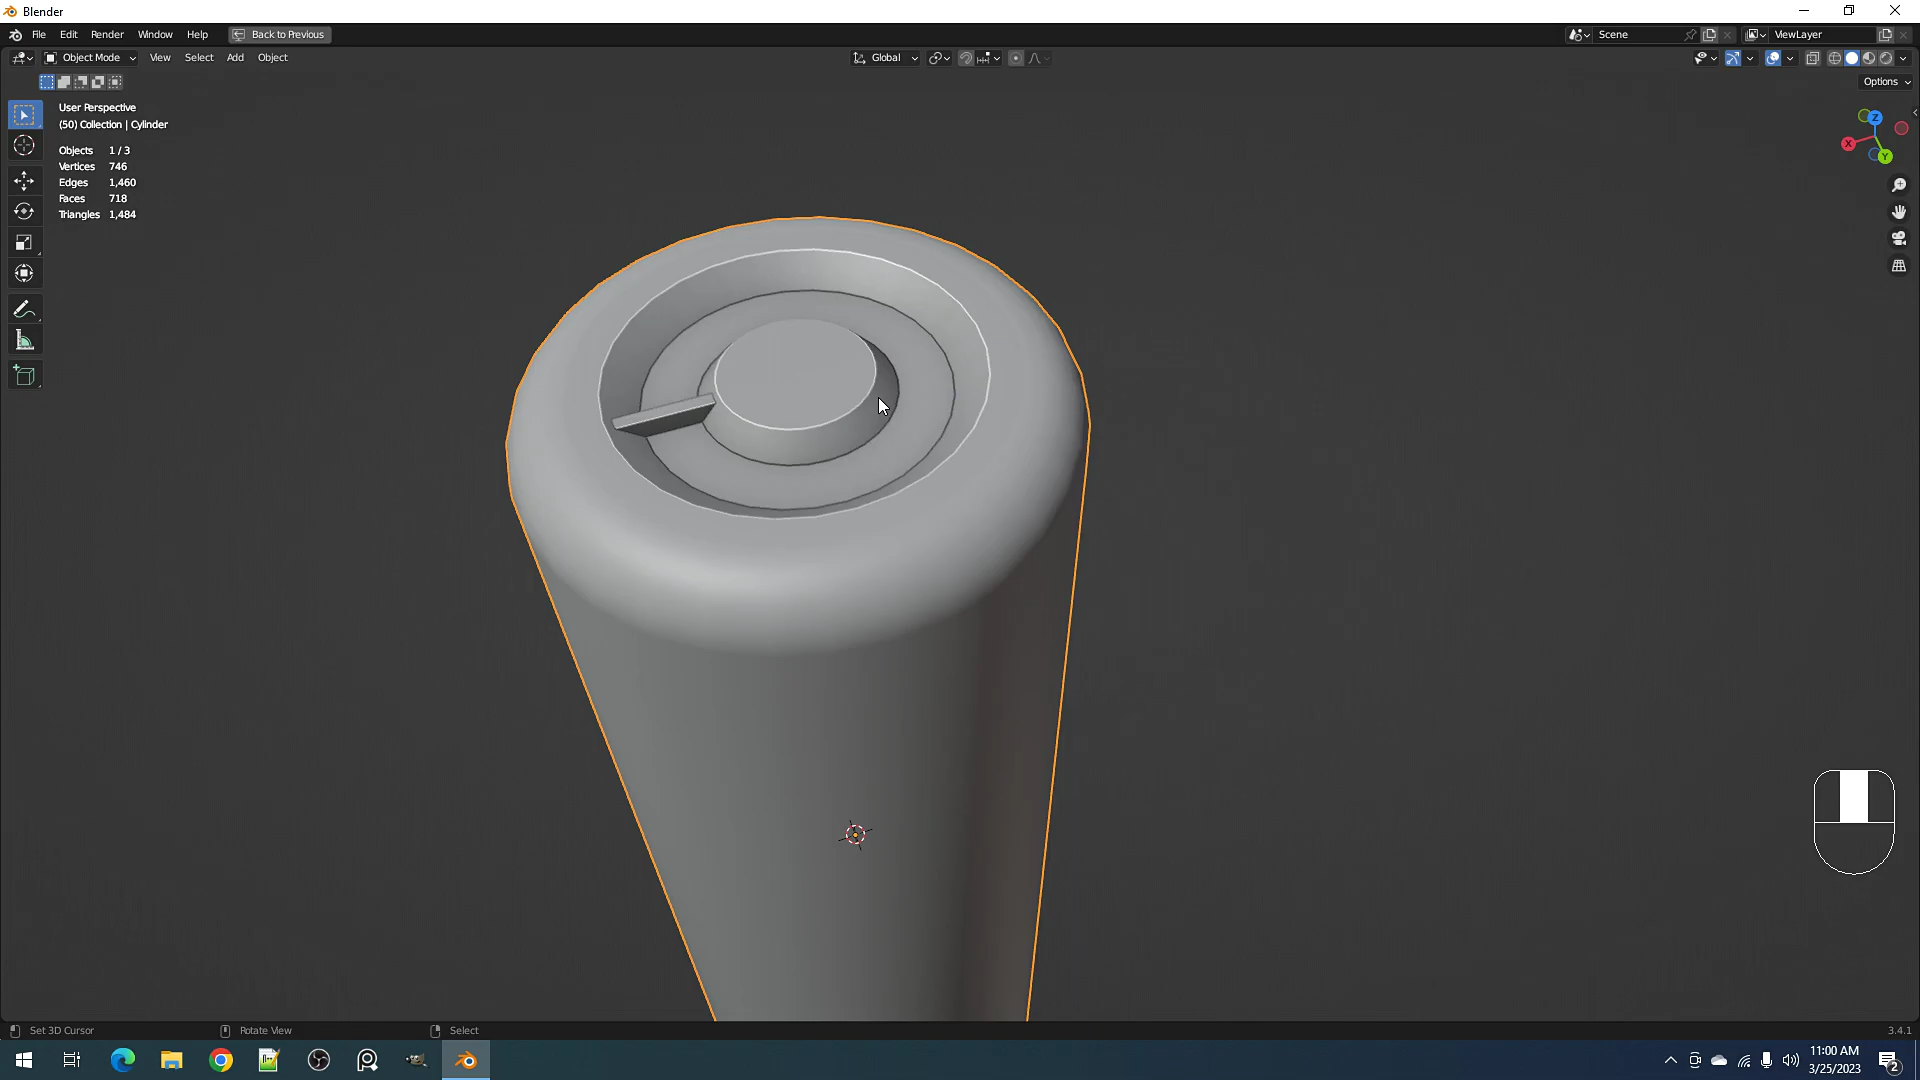 Blender
File Edit Render Window Help Back to Previous Scene ViewLayer
Object Mode View Select Add Object Global
Options
User Perspective
(50) Collection | Cylinder
Objects 1 / 3
Vertices 746
Edges 1,460
Faces 718
Triangles 1,484
Z
X
Y
Set 3D Cursor Rotate View Select 3.4.1
11:00 AM
3/25/2023
2